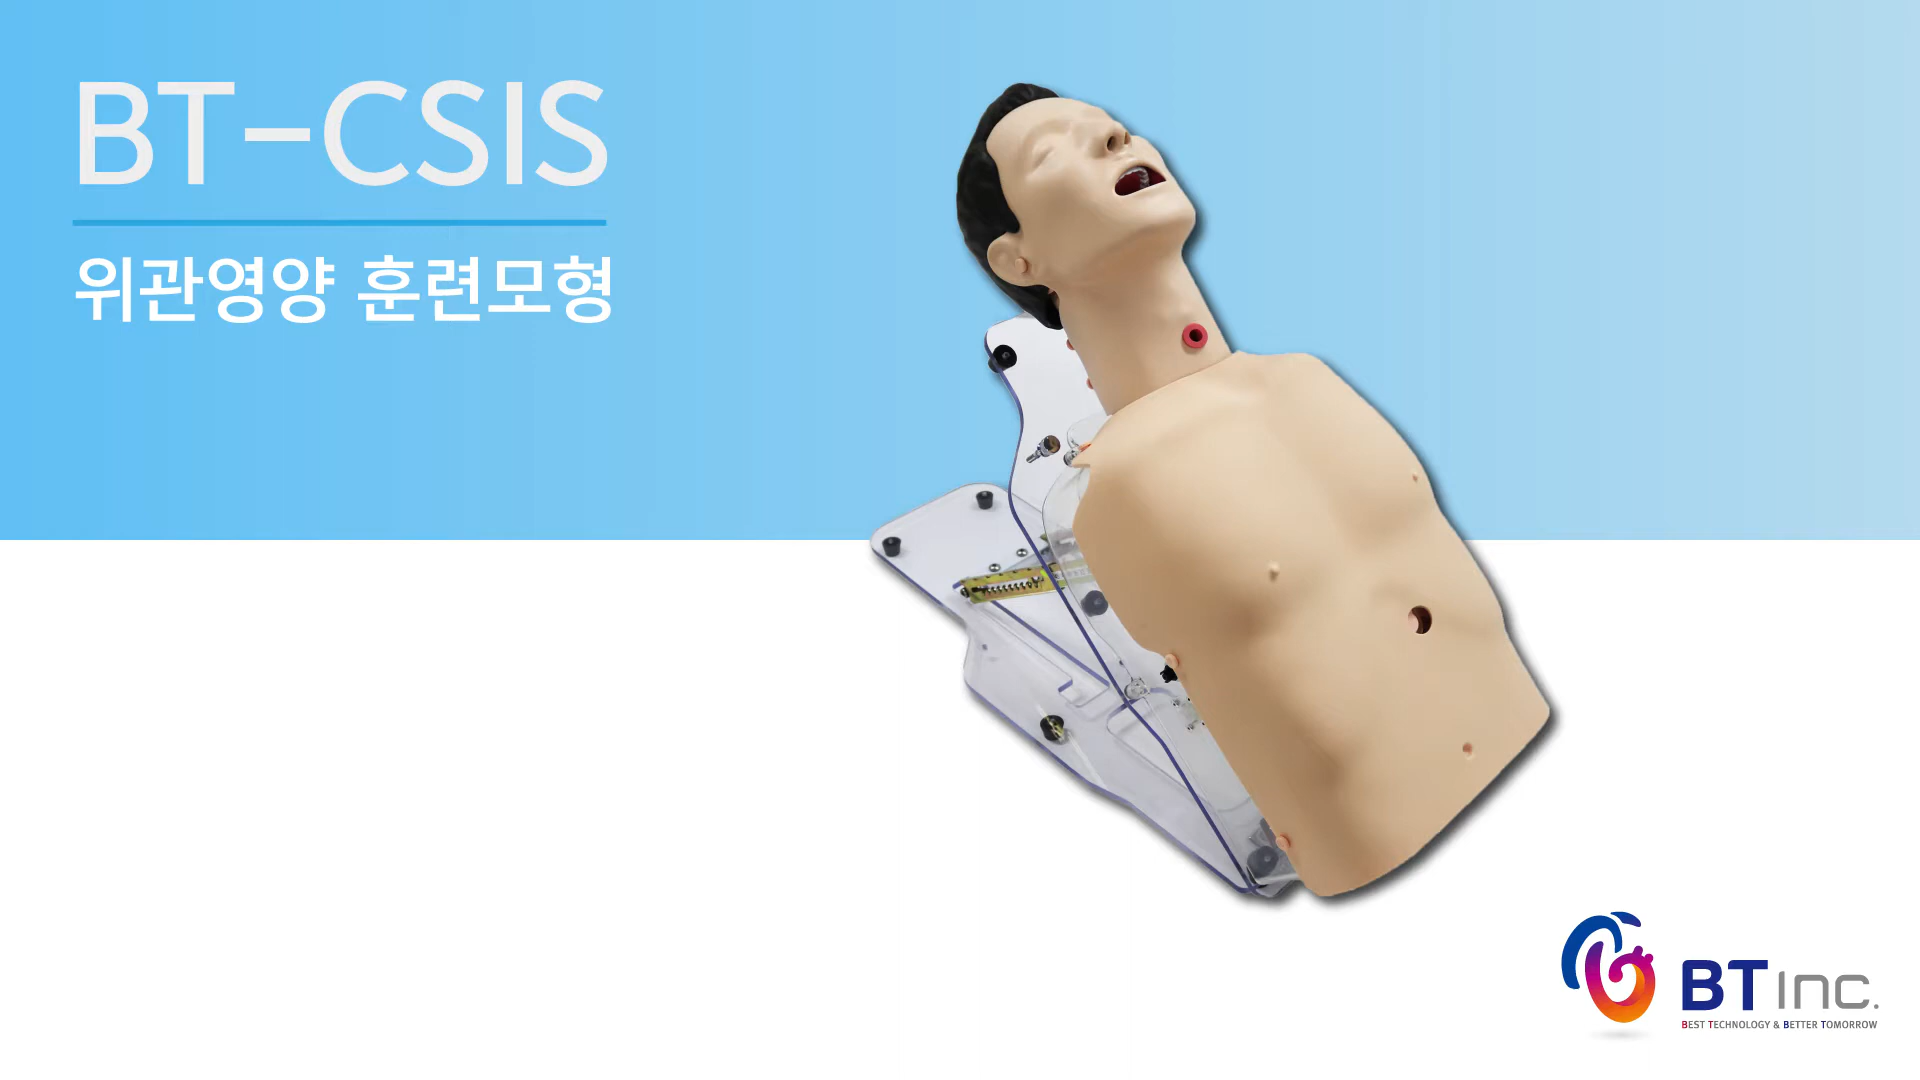 BT-CSIS
위관영양 훈련모형
BT Inc.
BEST TECHNOLOGY & BETTER TOMORROW